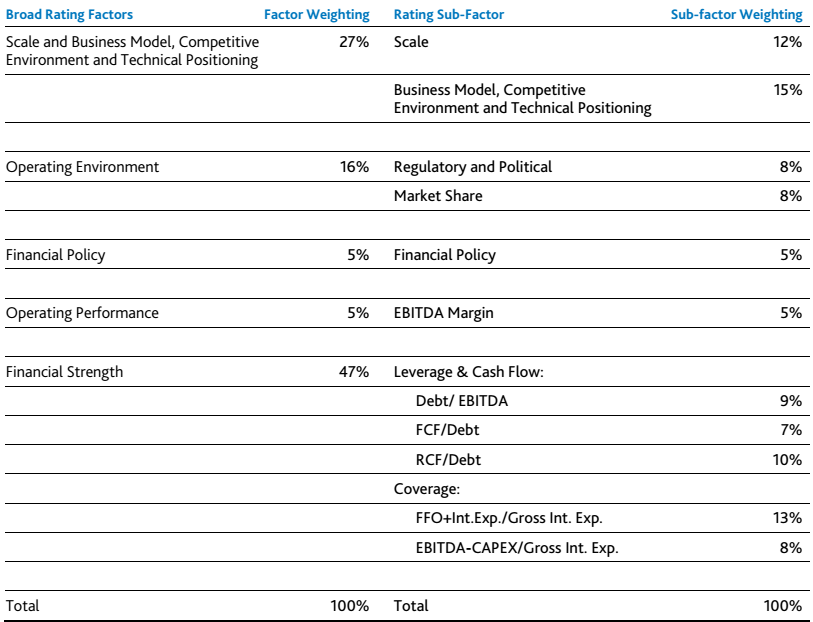 Broad Rating Factors Factor Weighting Rating Sub-Factor Sub-factor Weighting
Scale and Business Model, Competitive 27% Scale 12%
Environment and Technical Positioning
Business Model, Competitive 15%
Environment and Technical Positioning
Operating Environment 16% Regulatory and Political 8%
Market Share 8%
Financial Policy 5% Financial Policy 5%
Operating Performance 5% EBITDA Margin 5%
Financial Strength 47% Leverage & Cash Flow:
Debt/ EBITDA 9%
FCF/Debt 7%
RCF/Debt 10%
Coverage:
FFO+Int.Exp./Gross Int. Exp. 13%
EBITDA-CAPEX/Gross Int. Exp. 8%
Total 100% Total 100%